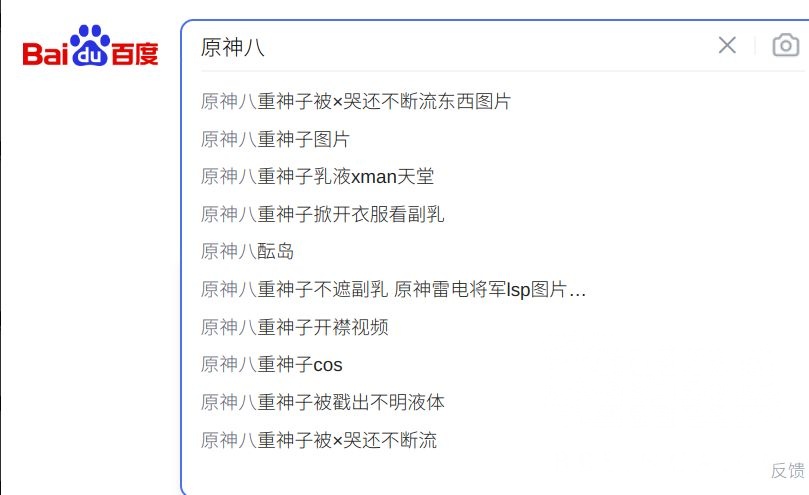 Bai du 百度
原神八
原神八重神子被×哭还不断流东西图片
原神八重神子图片
原神八重神子乳液xman天堂
原神八重神子掀开衣服看副乳
原神八酝岛
原神八重神子不遮副乳 原神雷电将军lsp图片…
原神八重神子开襟视频
原神八重神子cos
原神八重神子被戳出不明液体
原神八重神子被×哭还不断流
反馈